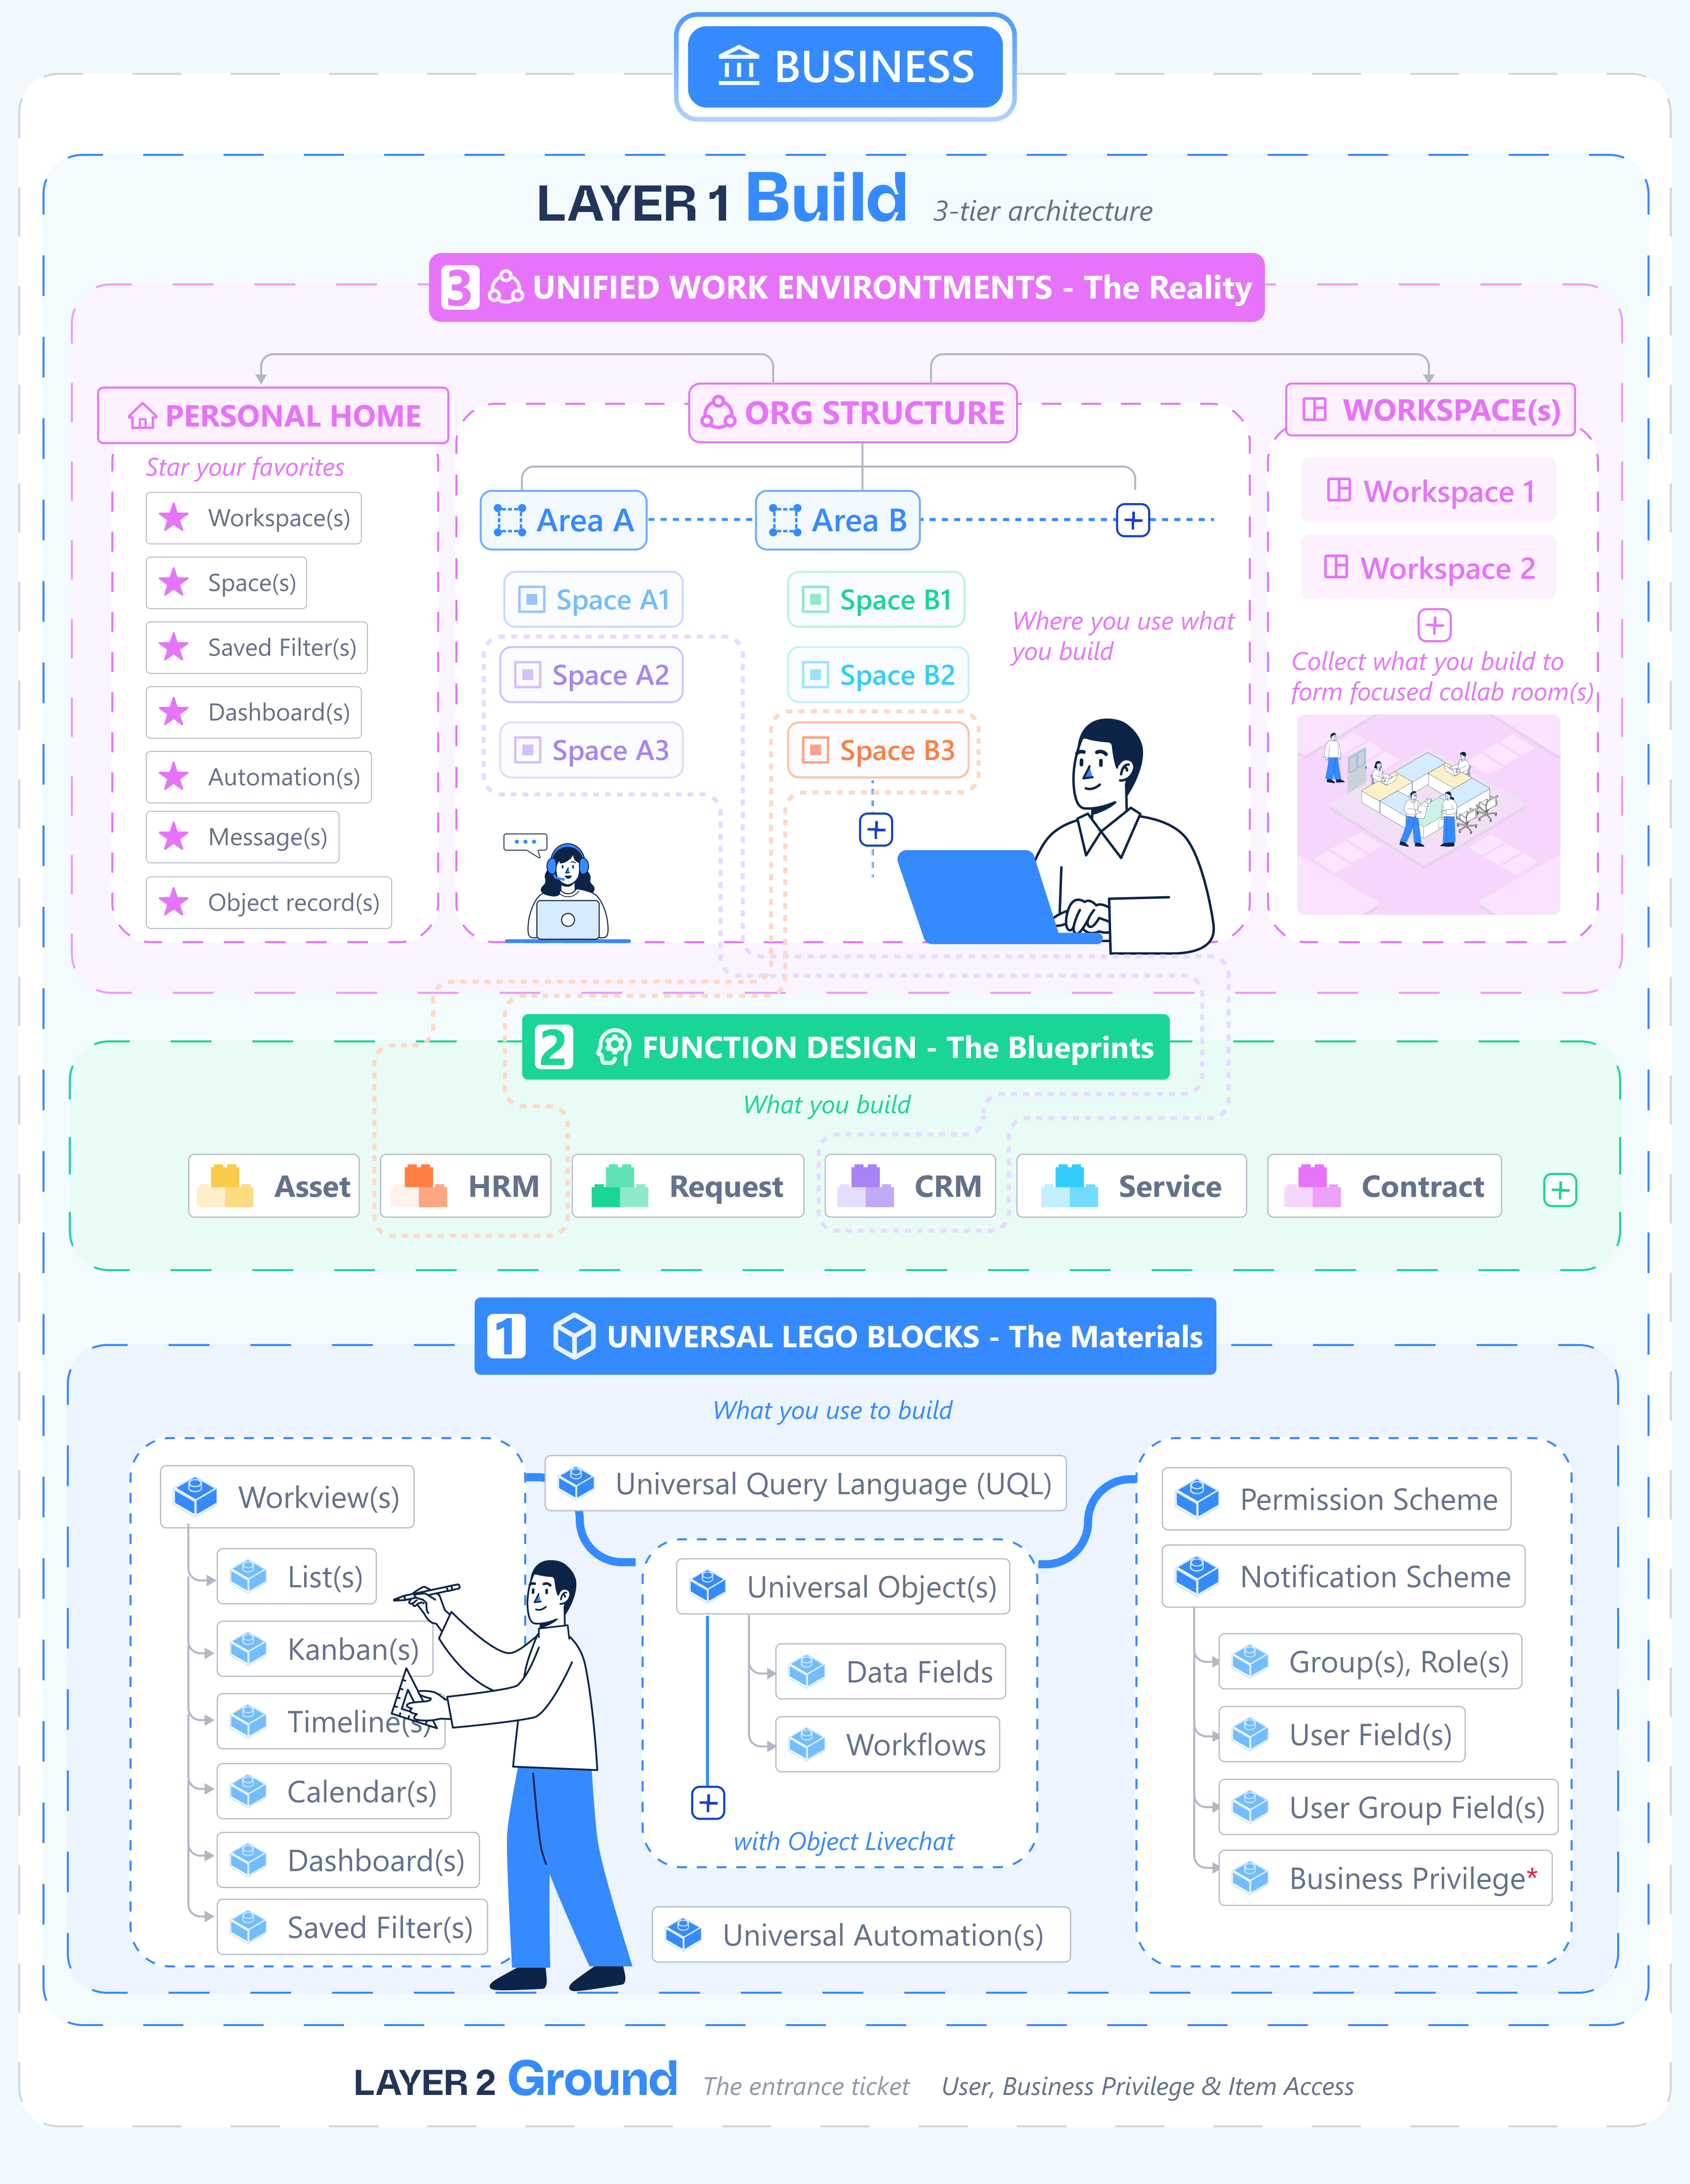 BUSINESS
LAYER 1 Build 3-tier architecture
3 UNIFIED WORK ENVIRONTMENTS - The Reality
PERSONAL HOME
Star your favorites
Workspace(s)
Space(s)
Saved Filter(s)
Dashboard(s)
Automation(s)
Message(s)
Object record(s)
ORG STRUCTURE
Area A
Area B
Space A1
Space A2
Space A3
Space B1
Space B2
Space B3
Where you use what
you build
WORKSPACE(s)
Workspace 1
Workspace 2
Collect what you build to
form focused collab room(s)
2 FUNCTION DESIGN - The Blueprints
What you build
Asset
HRM
Request
CRM
Service
Contract
1 UNIVERSAL LEGO BLOCKS - The Materials
What you use to build
Workview(s)
List(s)
Kanban(s)
Timeline(s)
Calendar(s)
Dashboard(s)
Saved Filter(s)
Universal Query Language (UQL)
Universal Object(s)
Data Fields
Workflows
with Object Livechat
Universal Automation(s)
Permission Scheme
Notification Scheme
Group(s), Role(s)
User Field(s)
User Group Field(s)
Business Privilege*
LAYER 2 Ground The entrance ticket User, Business Privilege & Item Access